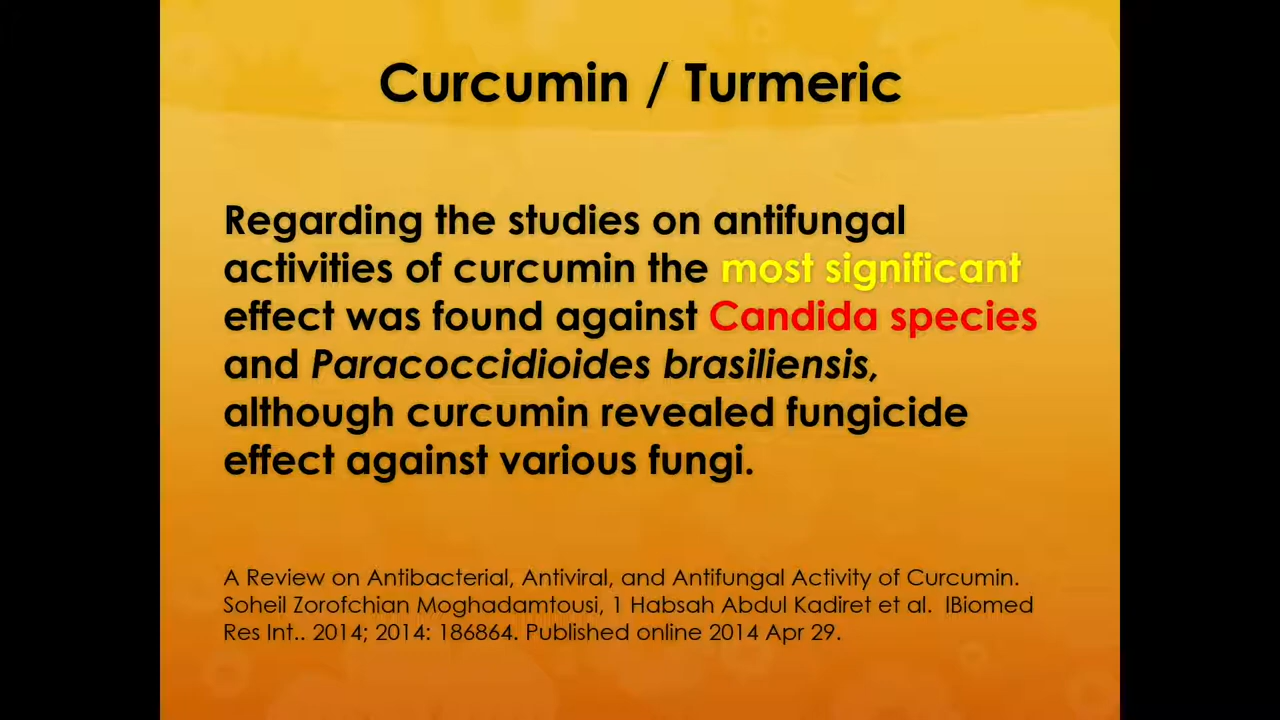 Curcumin / Turmeric
Regarding the studies on antifungal
activities of curcumin the most significant
effect was found against Candida species
and Paracoccidioides brasiliensis,
although curcumin revealed fungicide
effect against various fungi.
A Review on Antibacterial, Antiviral, and Antifungal Activity of Curcumin.
Soheil Zorofchian Moghadamtousi, 1 Habsah Abdul Kadiret et al. IBiomed
Res Int.. 2014; 2014: 186864. Published online 2014 Apr 29.